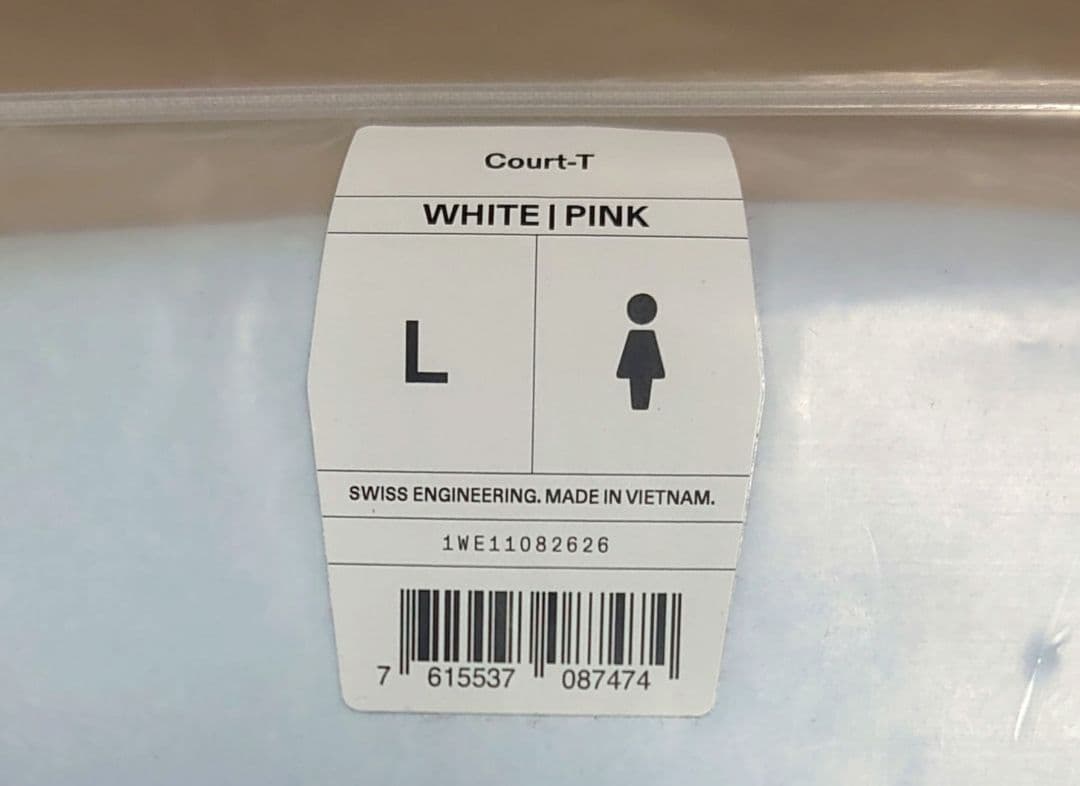 Court-T
WHITE | PINK
L
SWISS ENGINEERING. MADE IN VIETNAM.
1WE11082626
7 615537 087474